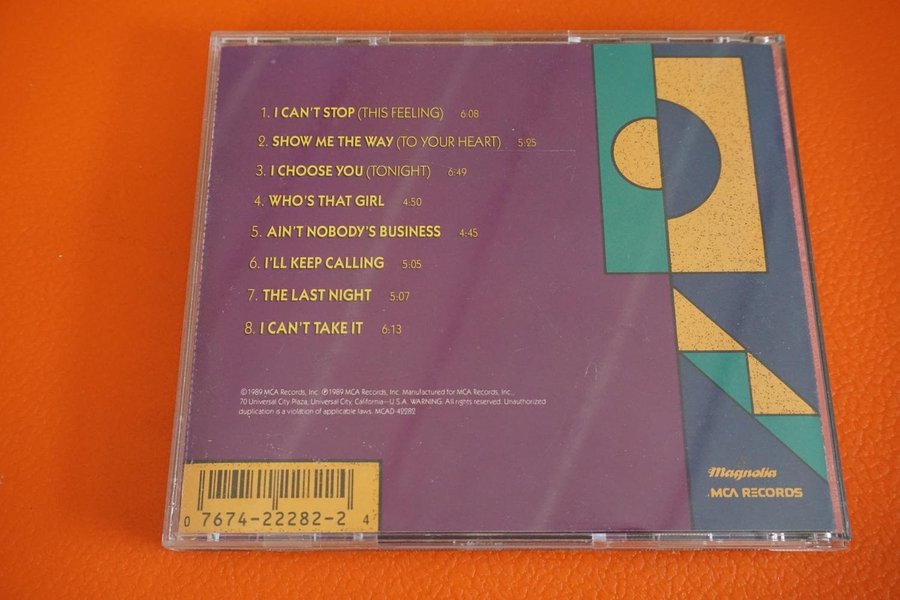 1. I CAN'T STOP (THIS FEELING) 6:08
2. SHOW ME THE WAY (TO YOUR HEART) 5:25
3. I CHOOSE YOU (TONIGHT) 6:49
4. WHO'S THAT GIRL 4:50
5. AIN'T NOBODY'S BUSINESS 4:45
6. I'LL KEEP CALLING 5:05
7. THE LAST NIGHT 5:07
8. I CAN'T TAKE IT 6:13
©1989 MCA Records, Inc. ℗1989 MCA Records, Inc. Manufactured for MCA Records, Inc.,
70 Universal City Plaza, Universal City, California—U.S.A. WARNING. All rights reserved. Unauthorized
duplication is a violation of applicable laws. MCAD-42282
Magnolia
MCA RECORDS
0 7674-22282-2 4